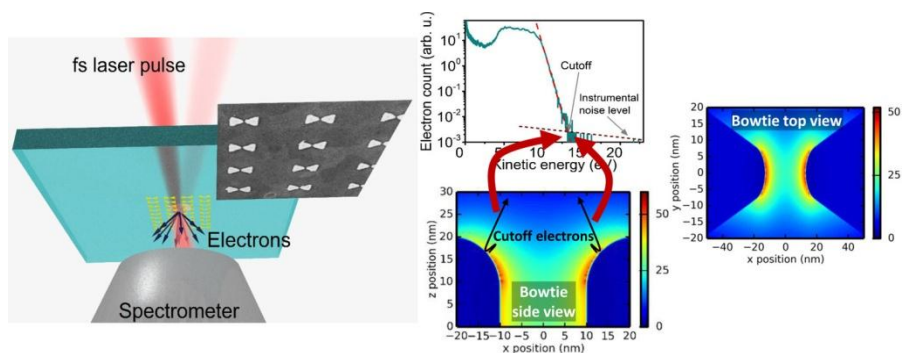 fs laser pulse
Electrons
Spectrometer
Electron count (arb. u.)
10¹
10⁰
10⁻¹
10⁻²
10⁻³
Cutoff
Instrumental
noise level
0 5 10 15 20
Kinetic energy (eV)
z position (nm)
30
25
20
15
10
5
0
Cutoff electrons
Bowtie
side view
-20 -15 -10 -5 0 5 10 15 20
x position (nm)
50
25
0
y position (nm)
20
15
10
5
0
-5
-10
-15
-20
Bowtie top view
-40 -20 0 20 40
x position (nm)
50
25
0